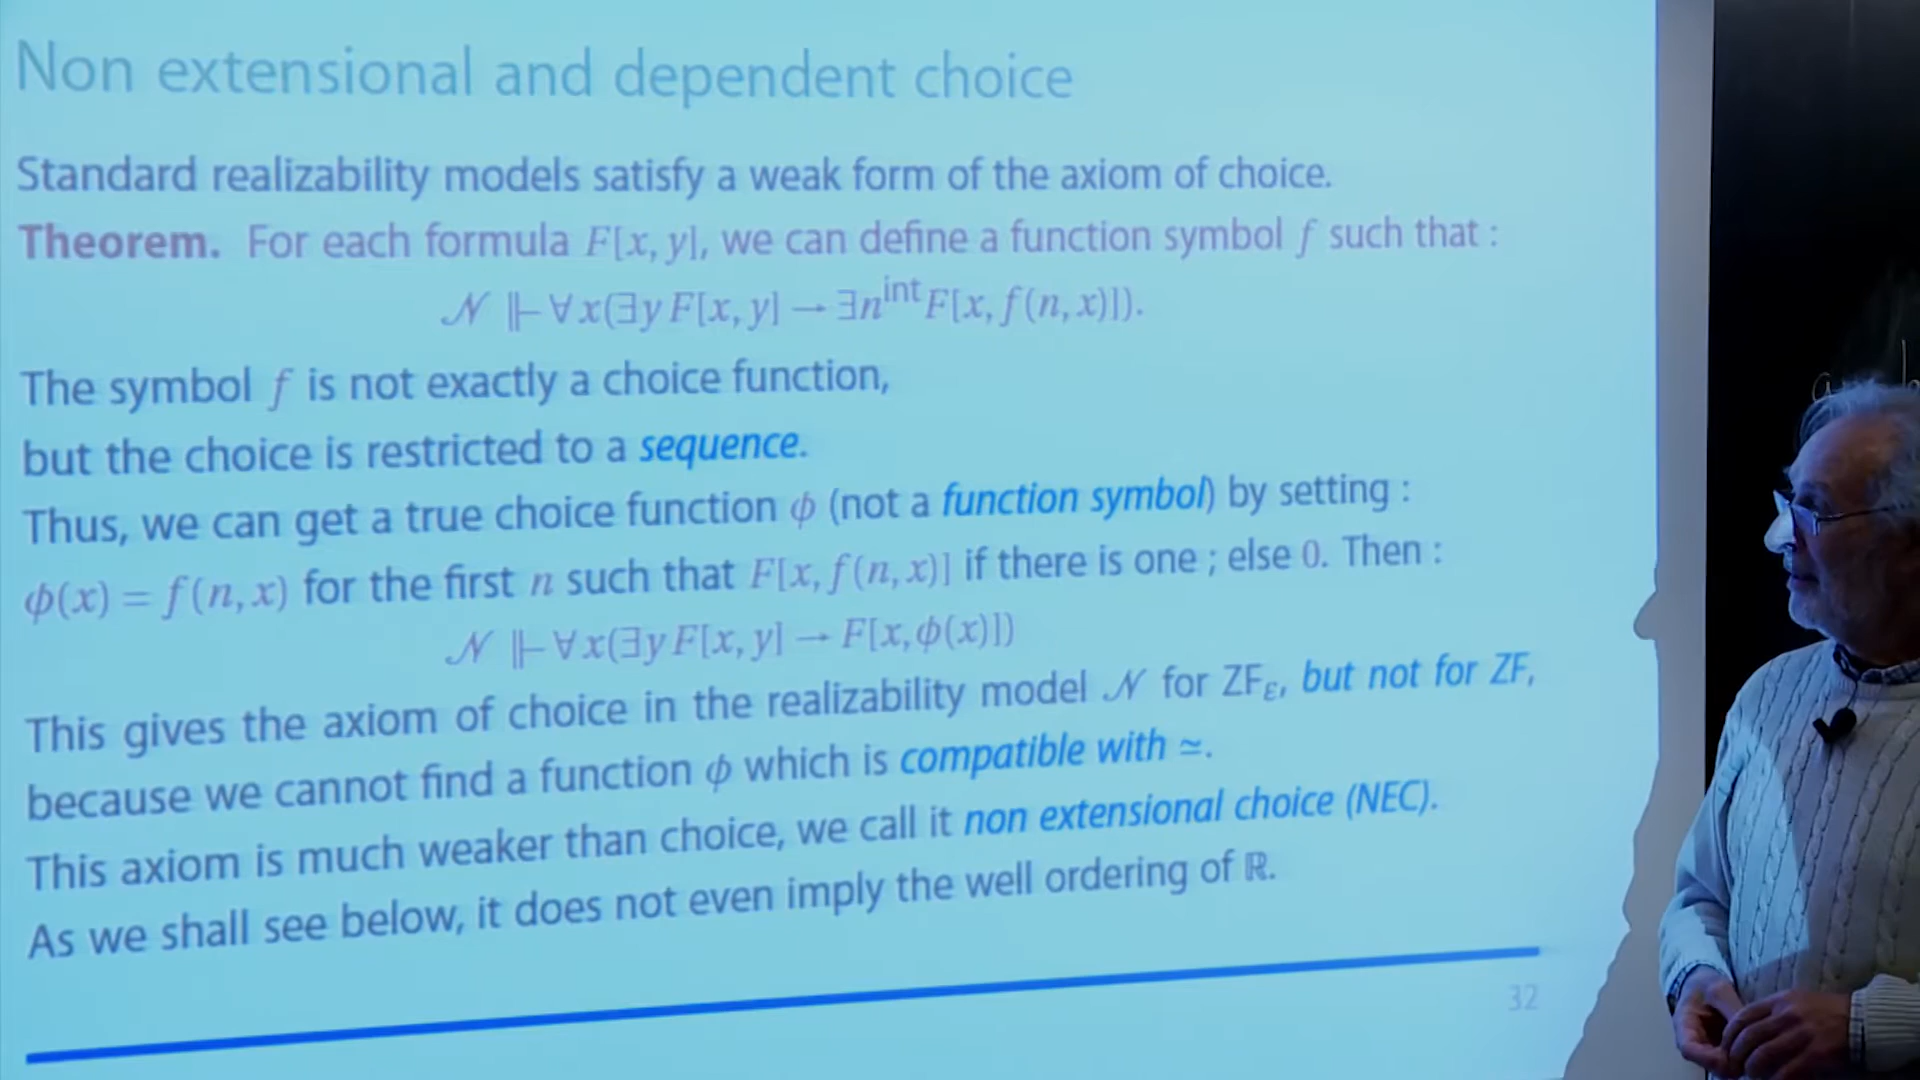 Non extensional and dependent choice
Standard realizability models satisfy a weak form of the axiom of choice.
Theorem. For each formula F[x, y], we can define a function symbol f such that :
𝒩 ⊩ ∀x(∃y F[x, y] → ∃n^int F[x, f(n, x)]).
The symbol f is not exactly a choice function,
but the choice is restricted to a sequence.
Thus, we can get a true choice function ϕ (not a function symbol) by setting :
ϕ(x) = f(n, x) for the first n such that F[x, f(n, x)] if there is one ; else 0. Then :
𝒩 ⊩ ∀x(∃y F[x, y] → F[x, ϕ(x)])
This gives the axiom of choice in the realizability model 𝒩 for ZF_ε, but not for ZF,
because we cannot find a function ϕ which is compatible with ≃.
This axiom is much weaker than choice, we call it non extensional choice (NEC).
As we shall see below, it does not even imply the well ordering of ℝ.
32